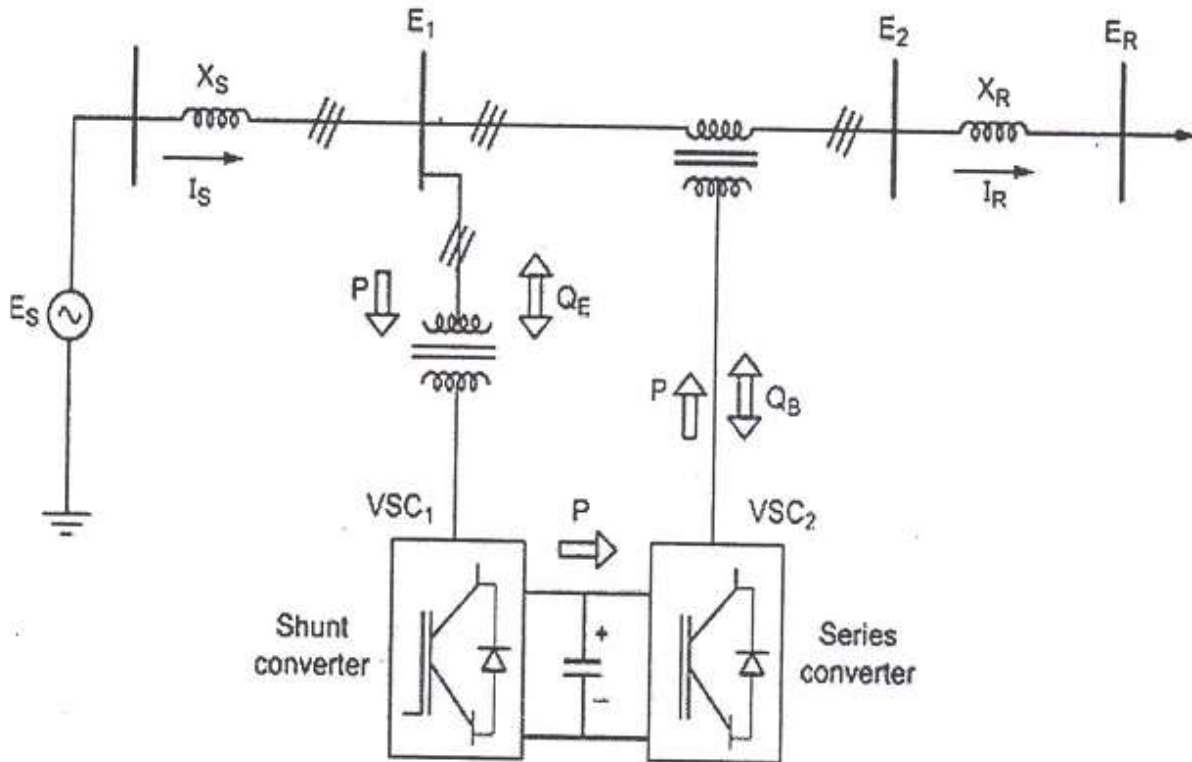 E1
E2
ER
XS
XR
IS
IR
P
QE
ES
P
QB
VSC1
P
VSC2
Shunt
converter
+
−
Series
converter